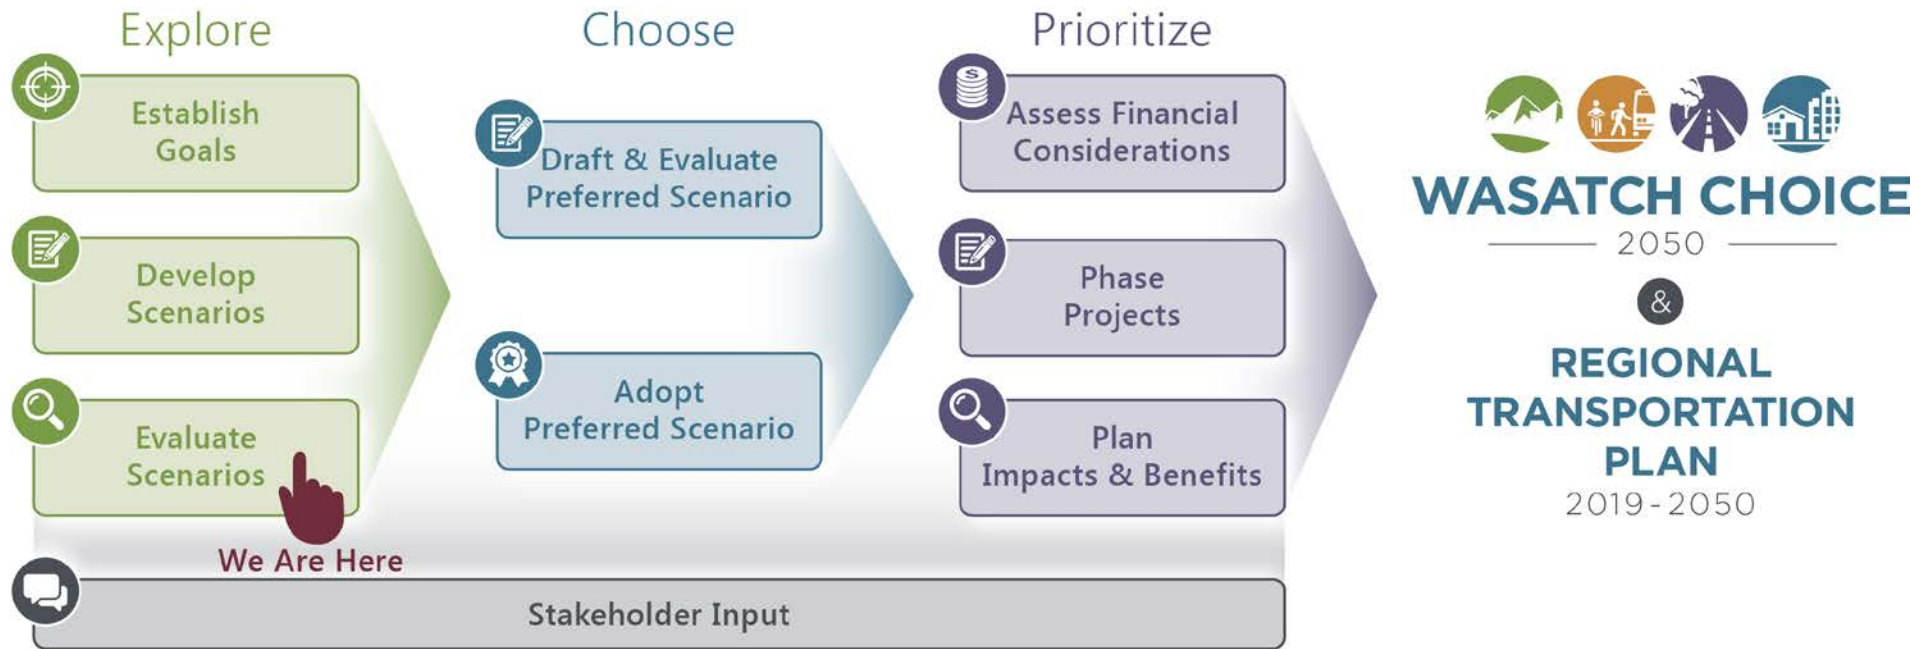 Explore
Establish
Goals
Develop
Scenarios
Evaluate
Scenarios
We Are Here
Choose
Draft & Evaluate
Preferred Scenario
Adopt
Preferred Scenario
Prioritize
$
Assess Financial
Considerations
Phase
Projects
Plan
Impacts & Benefits
Stakeholder Input
WASATCH CHOICE
2050
&
REGIONAL
TRANSPORTATION
PLAN
2019-2050